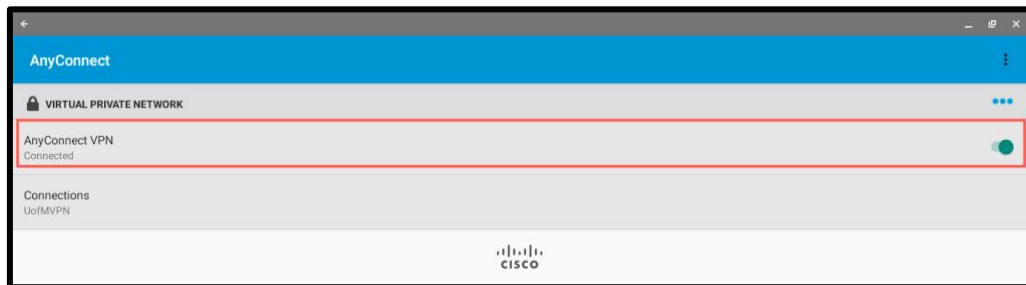 AnyConnect
VIRTUAL PRIVATE NETWORK
AnyConnect VPN
Connected
Connections
UofMVPN
CISCO